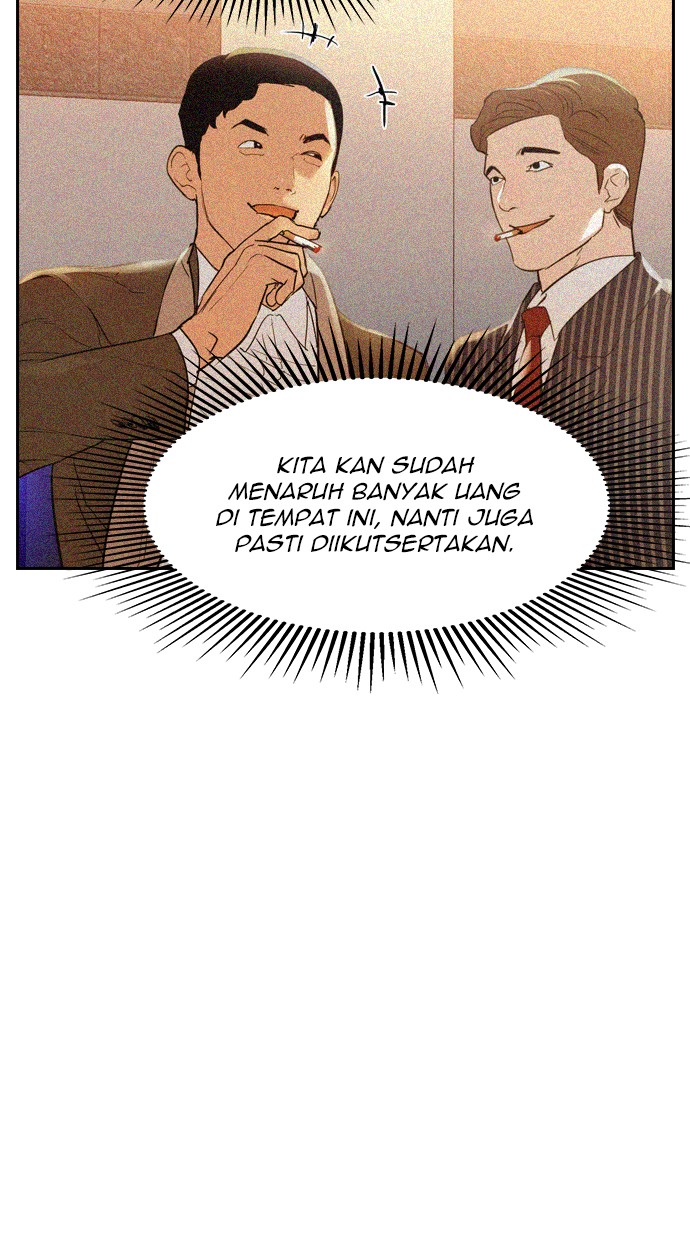 KITA KAN SUDAH
MENARUH BANYAK UANG
DI TEMPAT INI, NANTI JUGA
PASTI DIIKUTSERTAKAN.